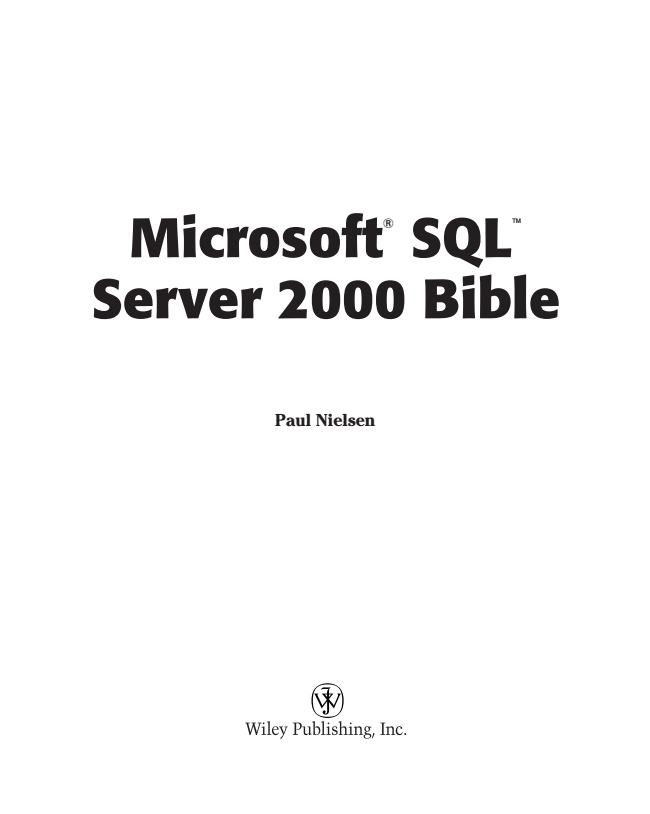 Microsoft® SQL™
Server 2000 Bible
Paul Nielsen
Wiley Publishing, Inc.